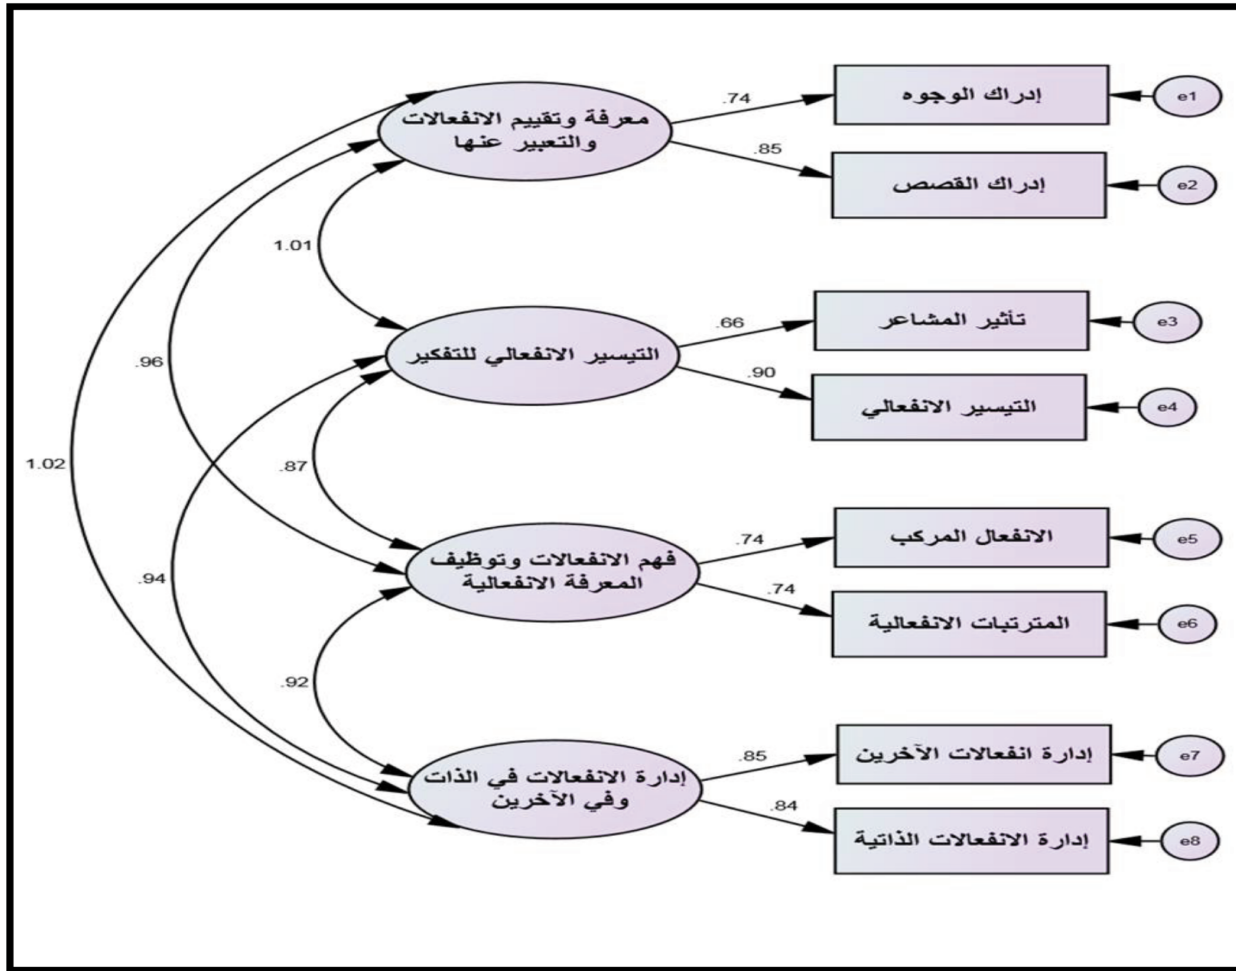 معرفة وتقييم الانفعالات
والتعبير عنها
.74
إدراك الوجوه
e1
.85
إدراك القصص
e2
1.01
التيسير الانفعالي للتفكير
.66
تأثير المشاعر
e3
.90
التيسير الانفعالي
e4
.96
.87
1.02
فهم الانفعالات وتوظيف
المعرفة الانفعالية
.74
الانفعال المركب
e5
.74
المترتبات الانفعالية
e6
.94
.92
إدارة الانفعالات في الذات
وفي الآخرين
.85
إدارة انفعالات الآخرين
e7
.84
إدارة الانفعالات الذاتية
e8